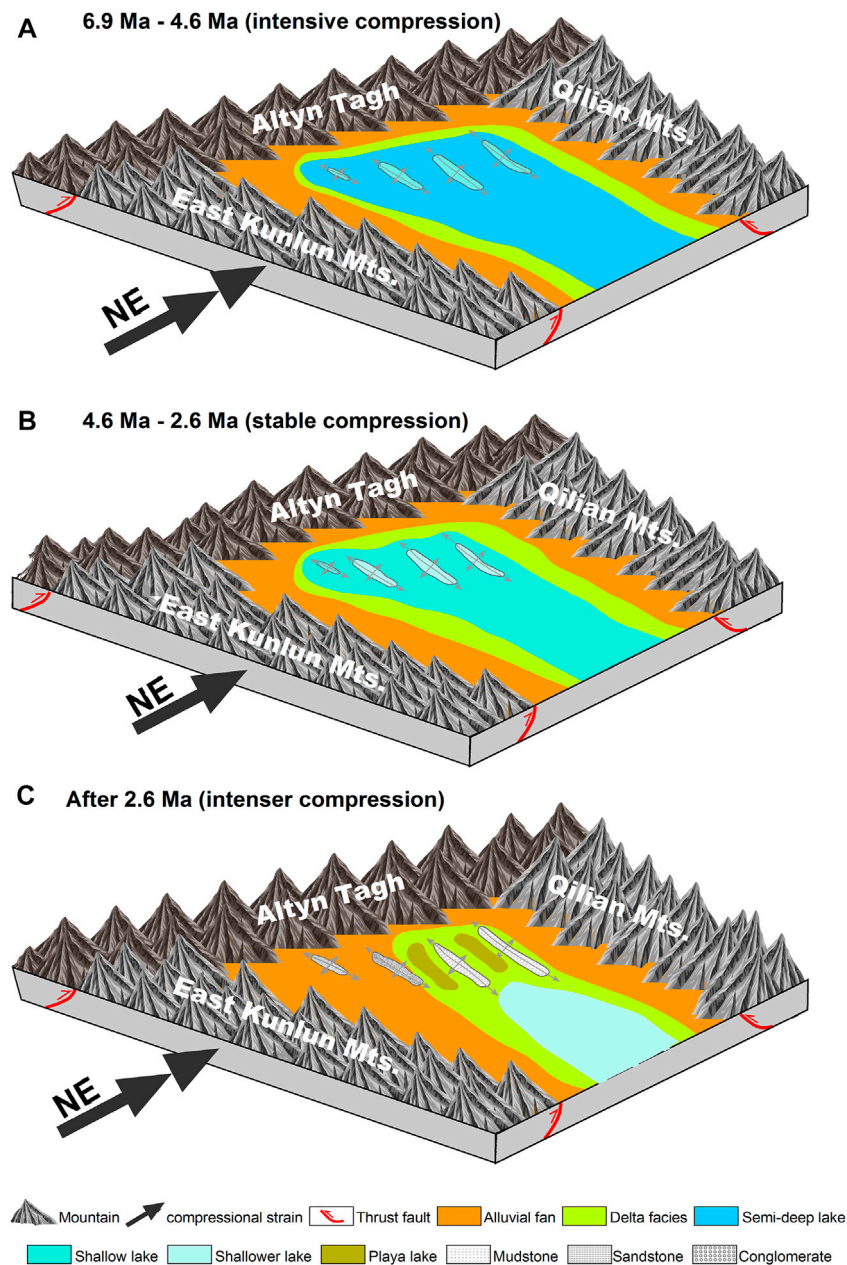 A 6.9 Ma - 4.6 Ma (intensive compression)
Altyn Tagh
Qilian Mts.
East Kunlun Mts.
NE
B 4.6 Ma - 2.6 Ma (stable compression)
Altyn Tagh
Qilian Mts.
East Kunlun Mts.
NE
C After 2.6 Ma (intenser compression)
Altyn Tagh
Qilian Mts.
East Kunlun Mts.
NE
Mountain compressional strain Thrust fault Alluvial fan Delta facies Semi-deep lake
Shallow lake Shallower lake Playa lake Mudstone Sandstone Conglomerate